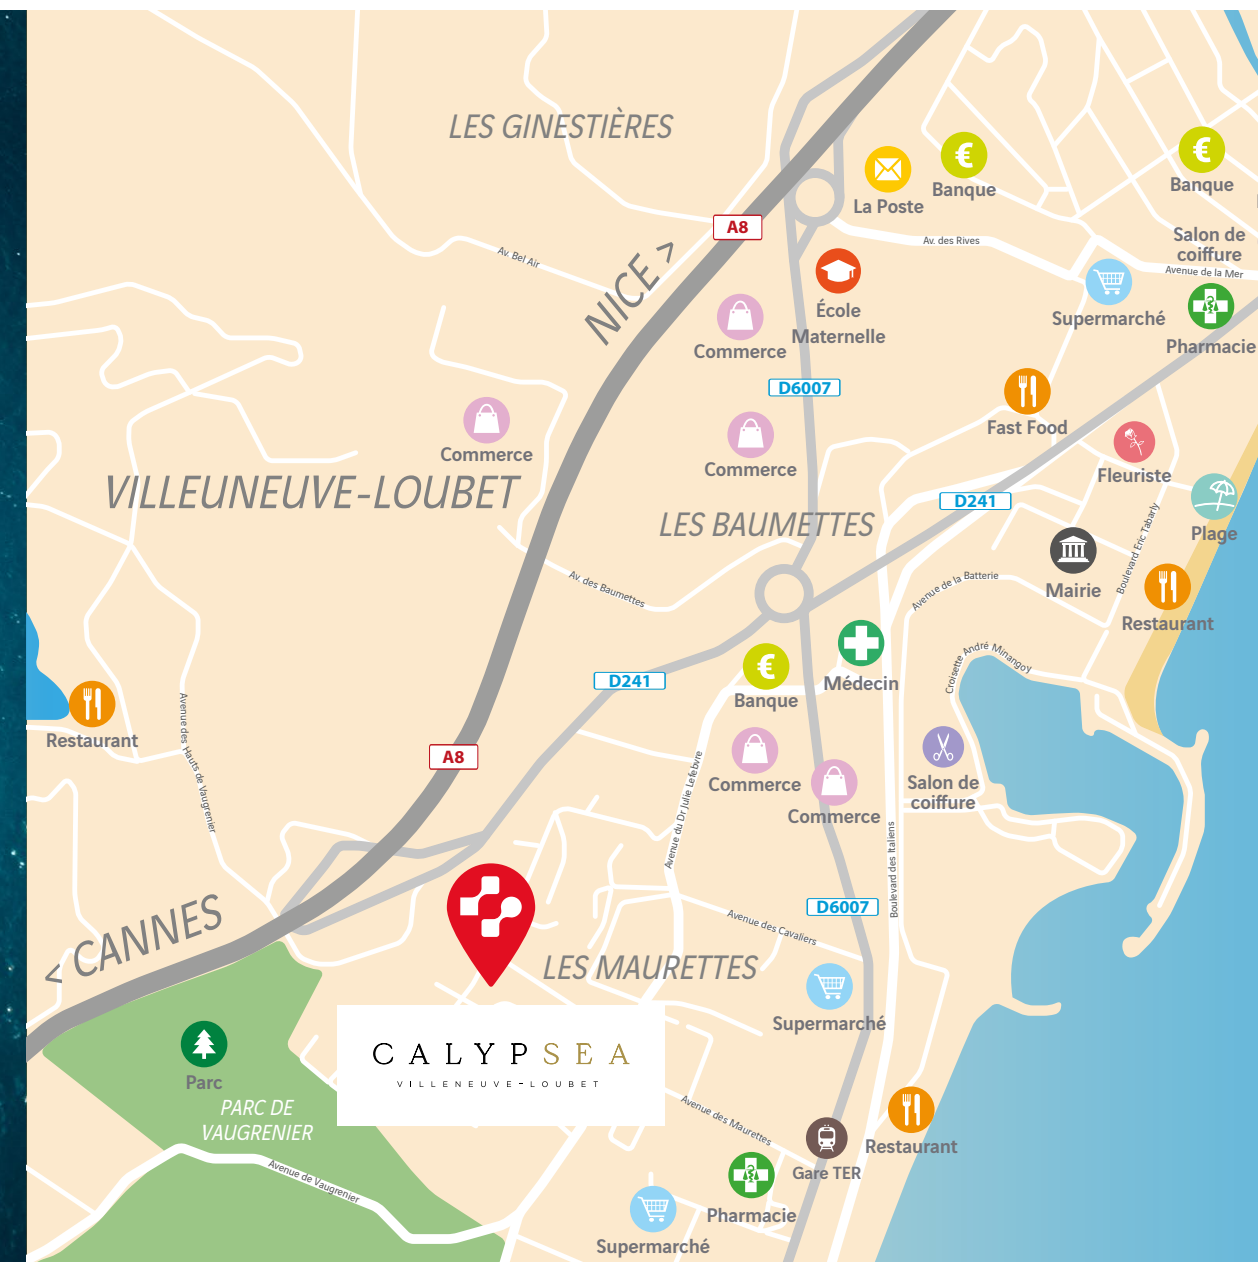 LES GINESTIÈRES
La Poste
Banque
Banque
A8
Av. des Rives
Salon de
coiffure
Avenue de la Mer
Av. Bel Air
NICE >
École
Maternelle
Supermarché
Pharmacie
Commerce
D6007
Fast Food
Commerce
Commerce
Fleuriste
VILLEUNEUVE-LOUBET
LES BAUMETTES
D241
Plage
Boulevard Eric Tabarly
Av. des Baumettes
Avenue de la Batterie
Mairie
Restaurant
Croisette André Minangoy
Médecin
D241
Banque
Restaurant
Avenue des Hauts de Vaugrenier
A8
Avenue du Dr Julie Lefebvre
Commerce
Commerce
Salon de
coiffure
Boulevard des Italiens
D6007
Avenue des Cavaliers
< CANNES
LES MAURETTES
Supermarché
CALYPSEA
VILLENEUVE-LOUBET
Parc
PARC DE
VAUGRENIER
Avenue des Maurettes
Restaurant
Gare TER
Avenue de Vaugrenier
Pharmacie
Supermarché